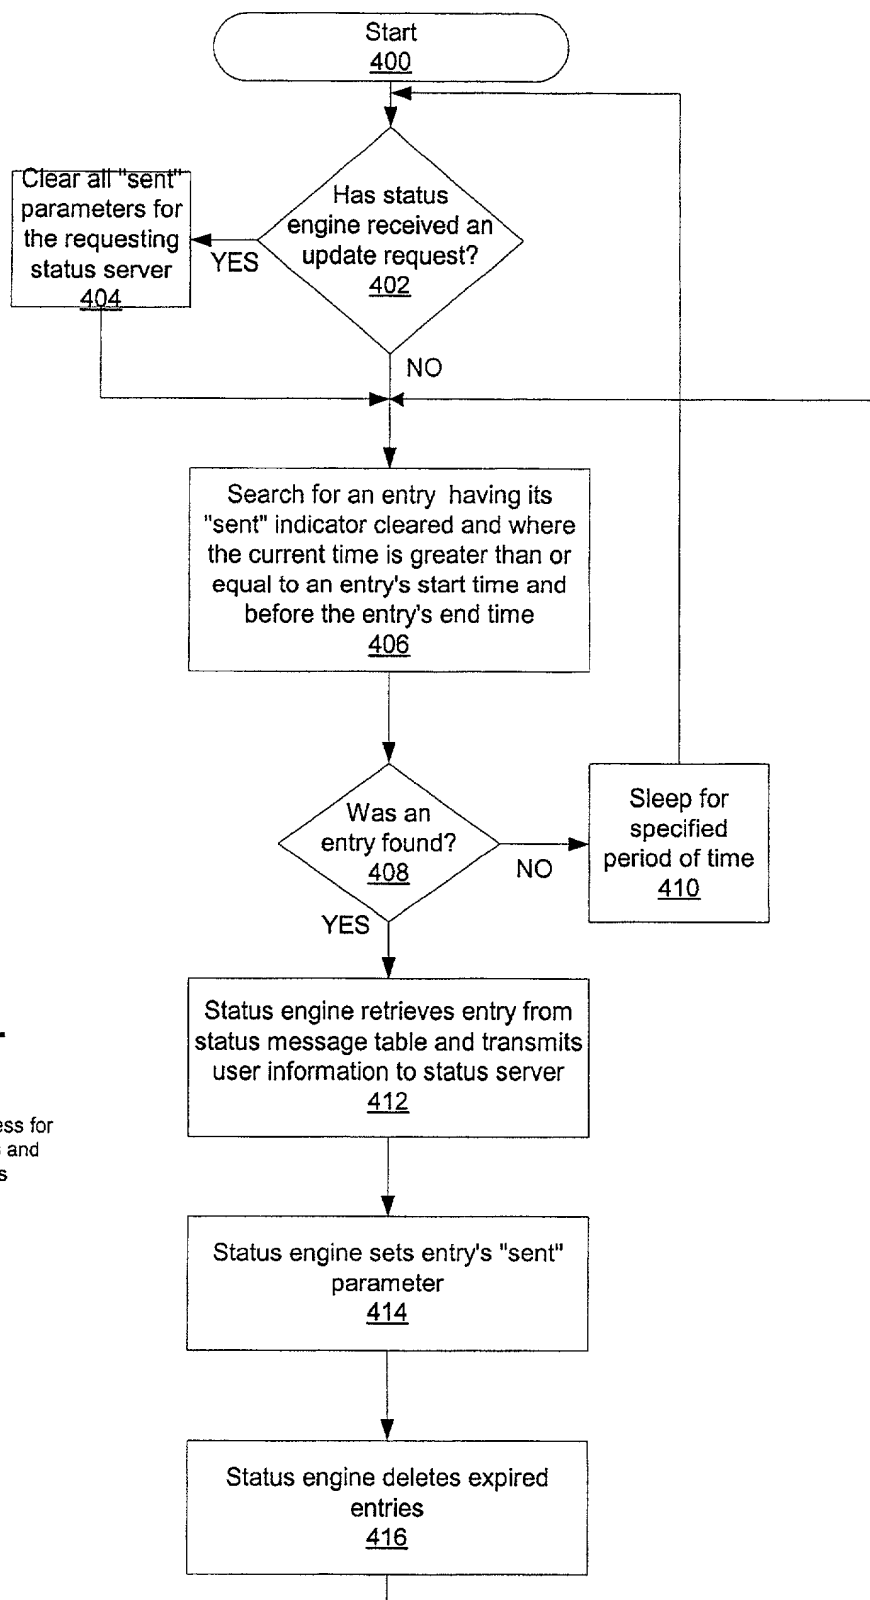 Start
400
Has status
engine received an
update request?
402
YES
NO
Clear all "sent"
parameters for
the requesting
status server
404
Search for an entry having its
"sent" indicator cleared and where
the current time is greater than or
equal to an entry's start time and
before the entry's end time
406
Was an
entry found?
408
NO
YES
Sleep for
specified
period of time
410
Status engine retrieves entry from
status message table and transmits
user information to status server
412
Status engine sets entry's "sent"
parameter
414
Status engine deletes expired
entries
416
for
and